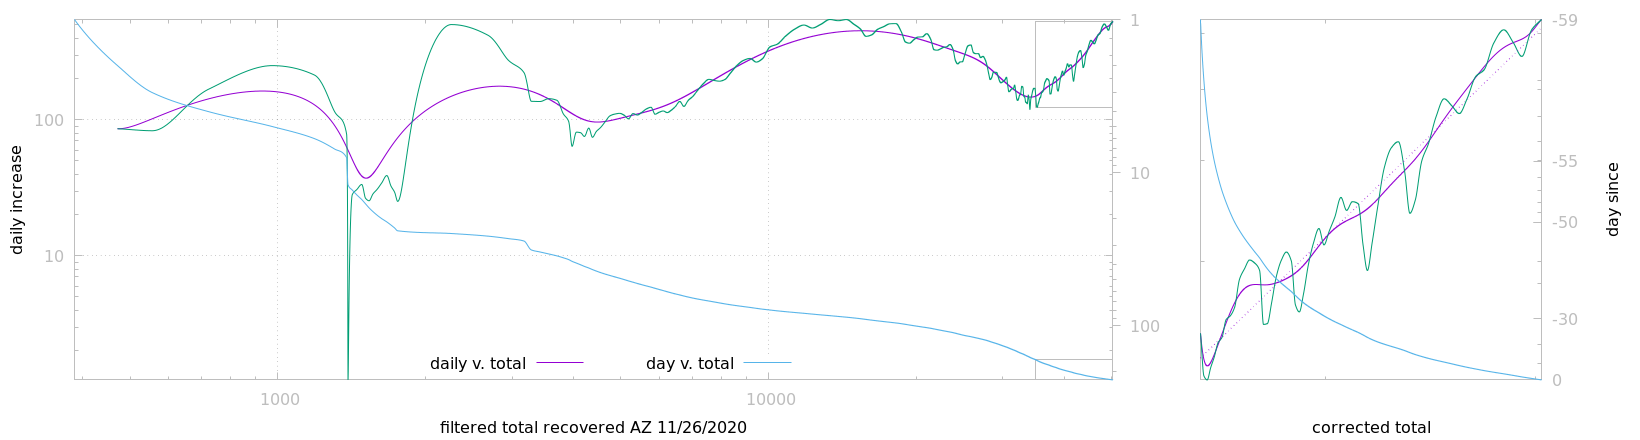 daily increase
100
10
1000
10000
1
10
100
daily v. total
day v. total
filtered total recovered AZ 11/26/2020
-59
-55
-50
-30
0
day since
corrected total